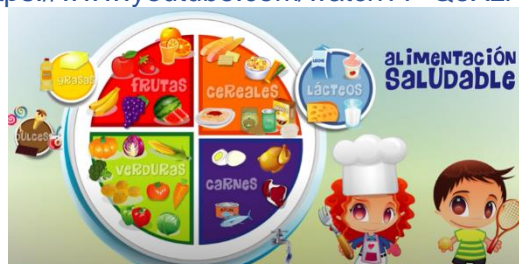 GRASAS
FRUTAS
CEREALES
LÁCTEOS
DULCES
VERDURAS
CARNES
ALIMENTACIÓN
SALUDABLE